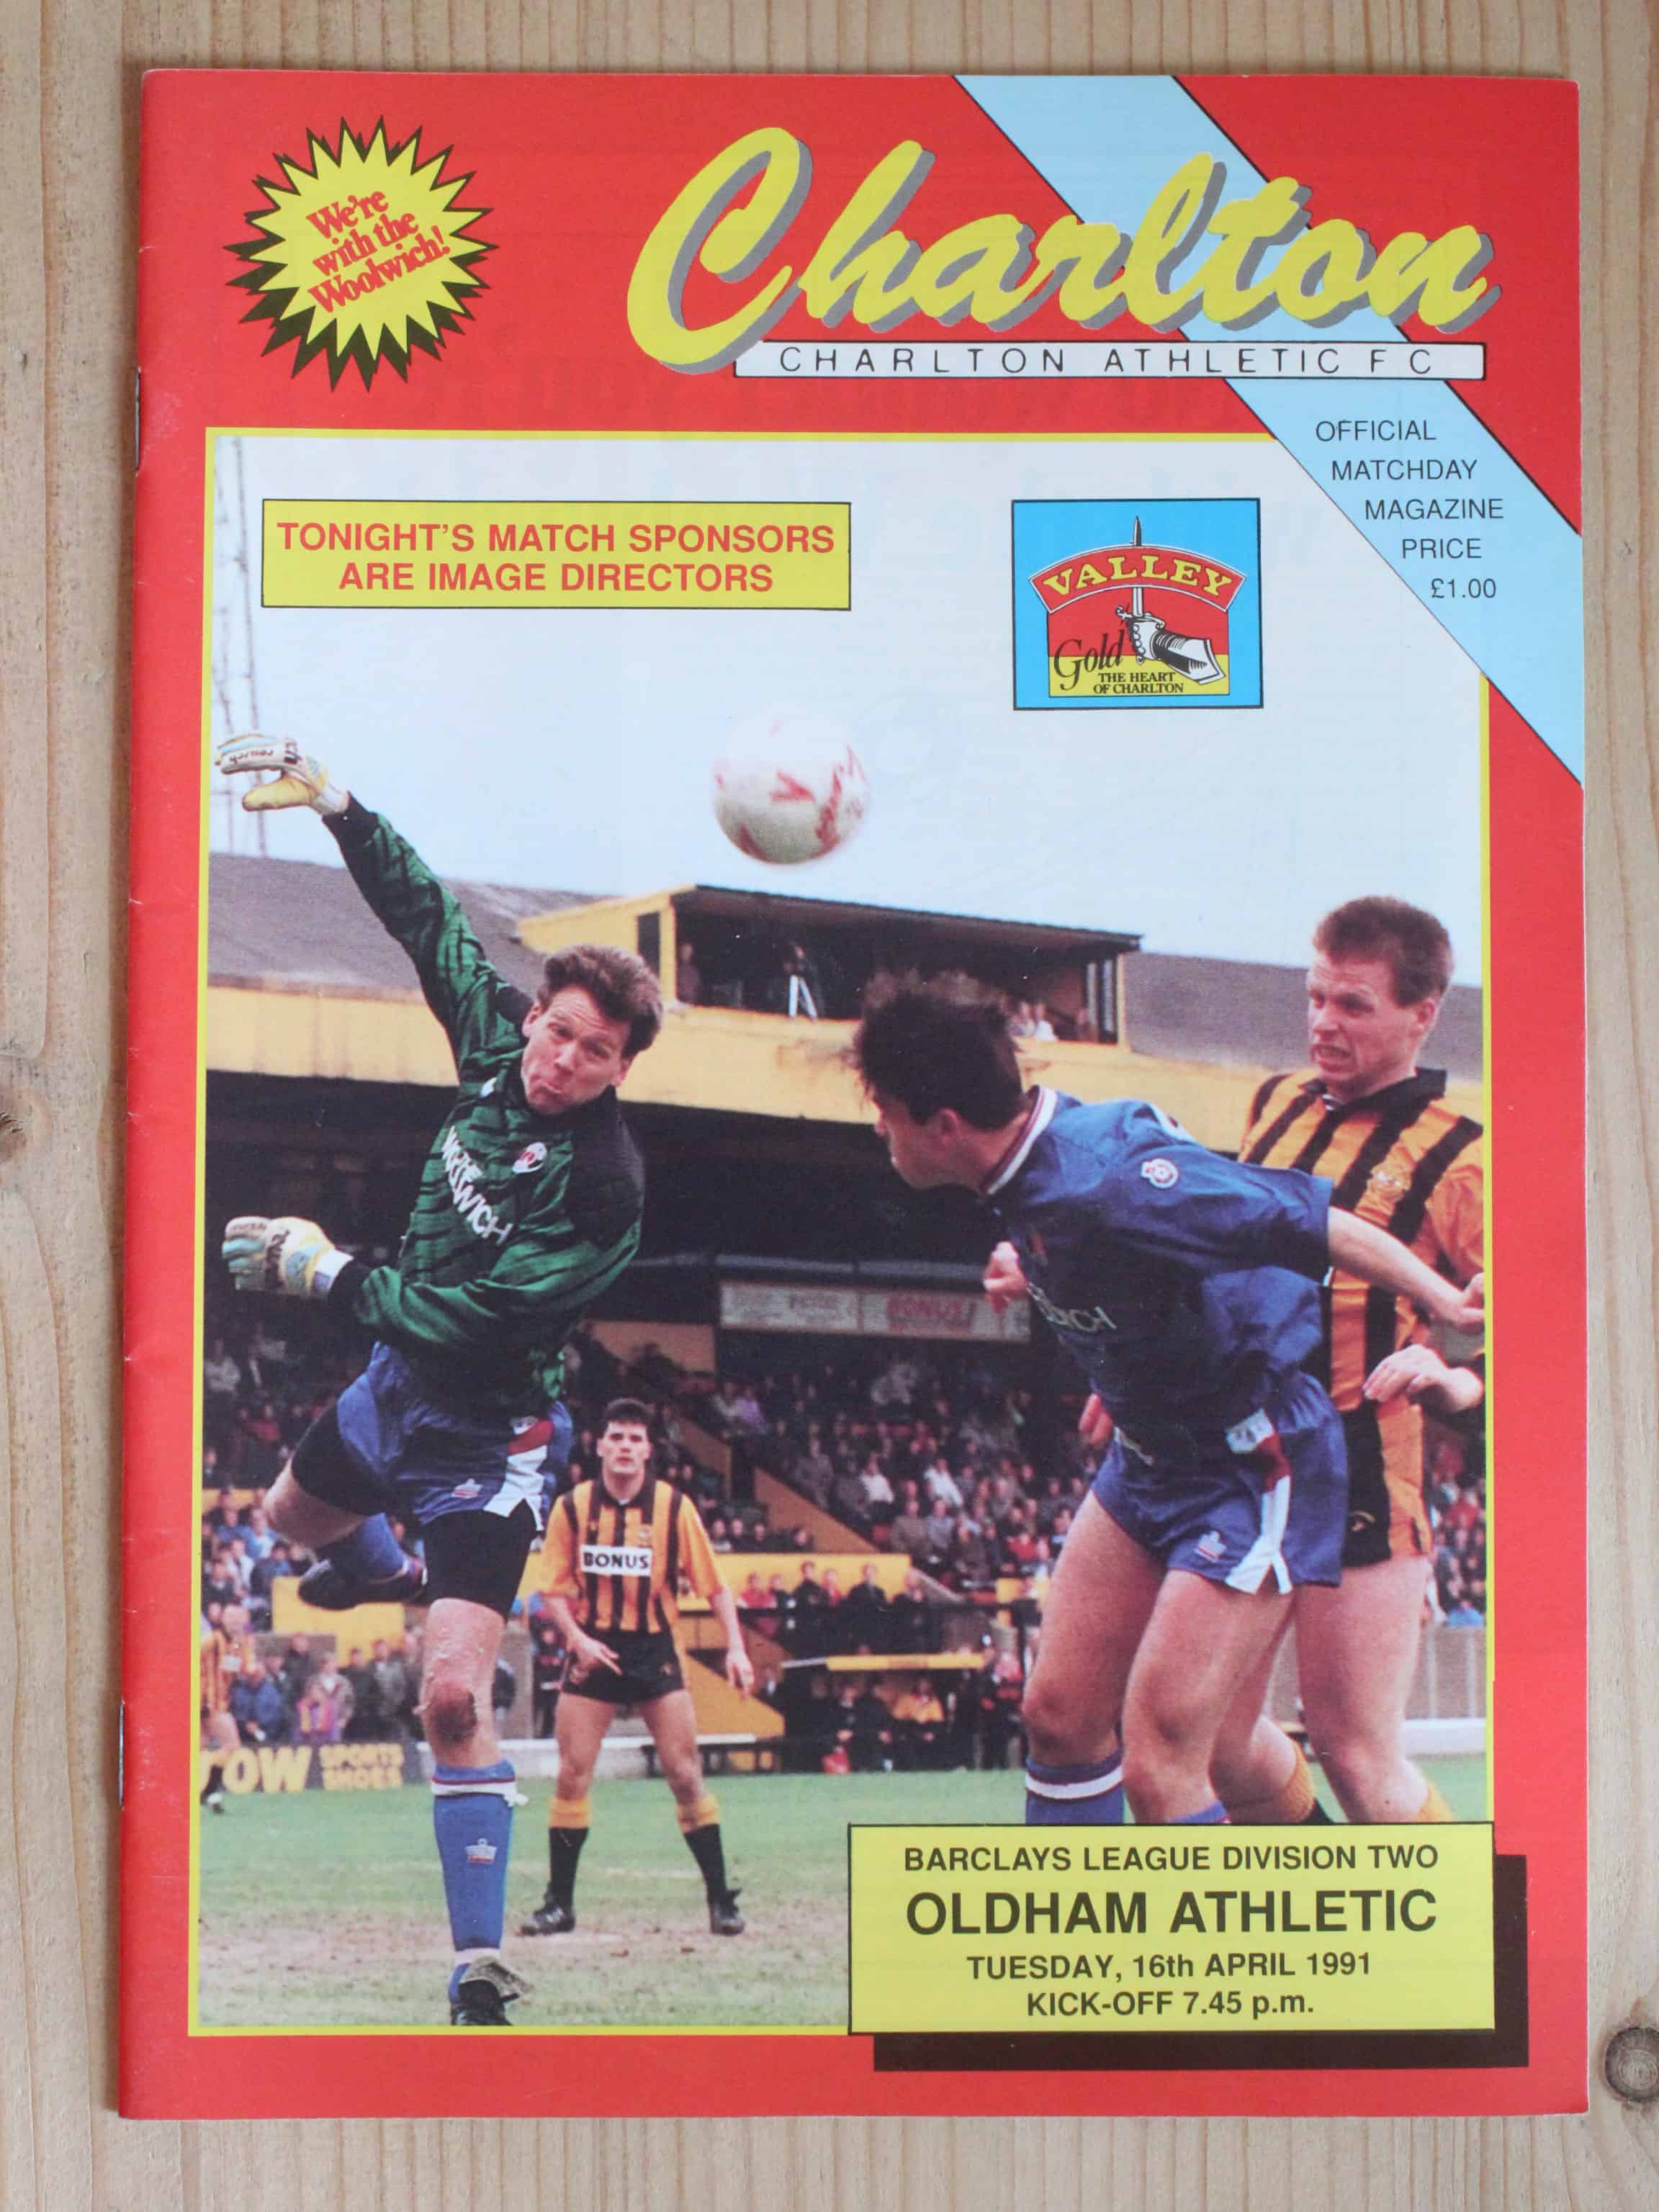 We're
with the
Woolwich!
Charlton
CHARLTON ATHLETIC FC
OFFICIAL
MATCHDAY
MAGAZINE
PRICE
£1.00
TONIGHT'S MATCH SPONSORS
ARE IMAGE DIRECTORS
VALLEY
Gold
THE HEART
OF CHARLTON
WOOLWICH
BONUS
SPORTS
SHOES
BARCLAYS LEAGUE DIVISION TWO
OLDHAM ATHLETIC
TUESDAY, 16th APRIL 1991
KICK-OFF 7.45 p.m.